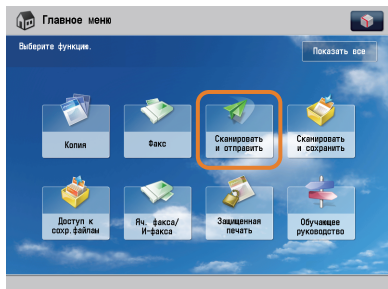 Главное меню
Выберите функцию.
Показать все
Копия
Факс
Сканировать
и отправить
Сканировать
и сохранить
Доступ к
сохр.файлам
Яч. факса/
И-факса
Защищенная
печать
Обучающее
руководство